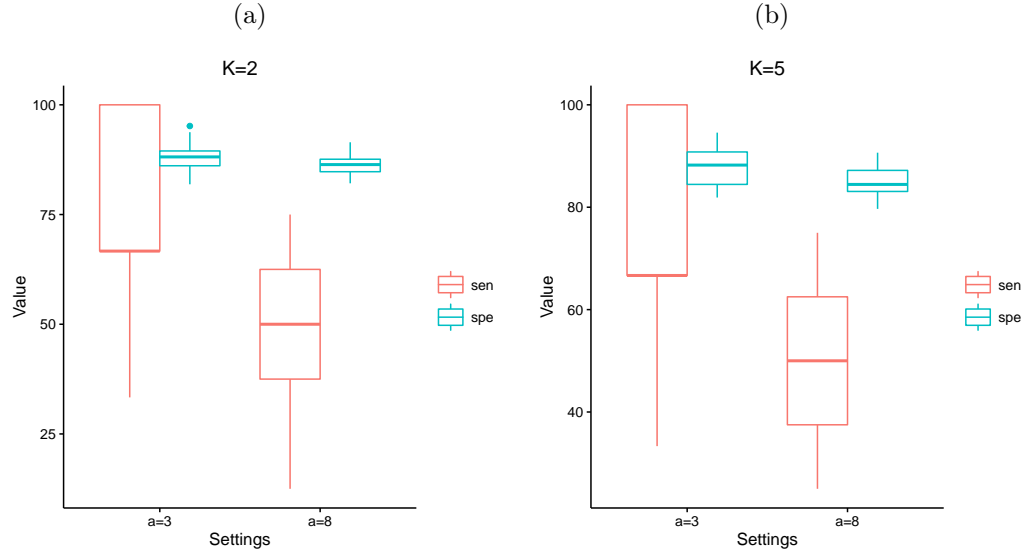 (a)
K=2
100
75
50
25
Value
a=3
a=8
Settings
sen
spe
(b)
K=5
100
80
60
40
Value
a=3
a=8
Settings
sen
spe